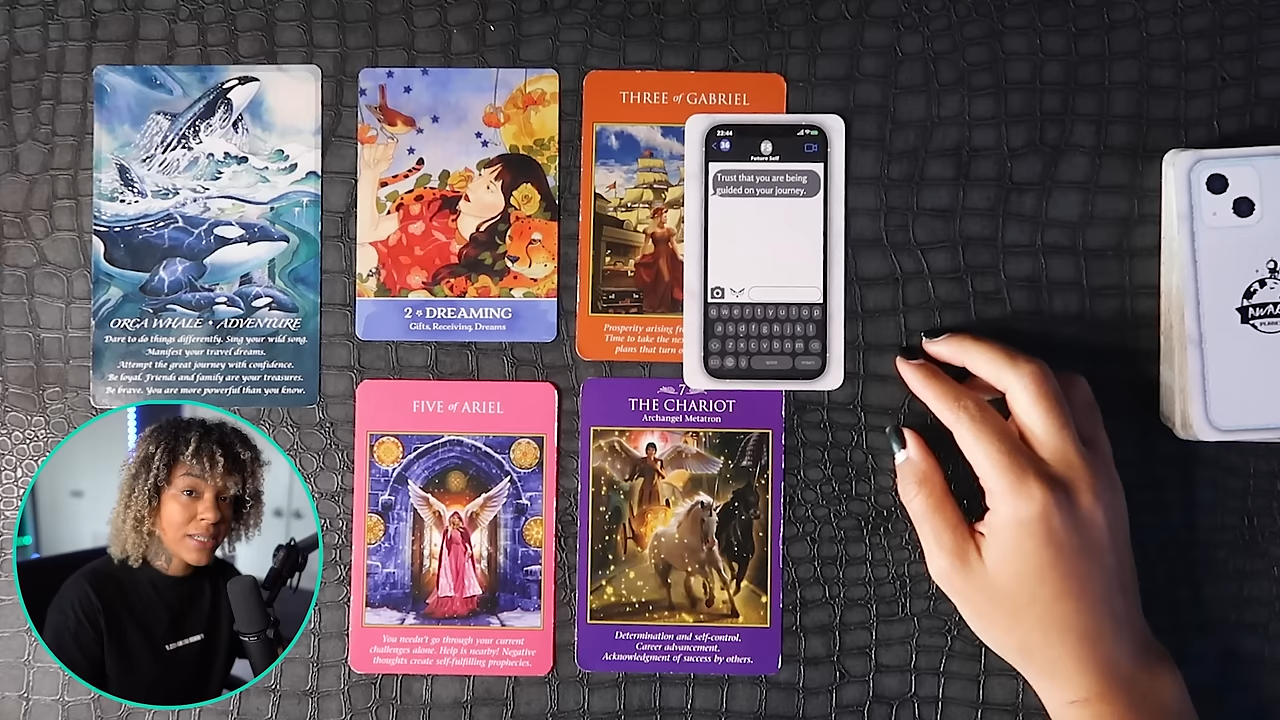 ORCA WHALE • ADVENTURE
Dare to do things differently. Sing your wild song.
Manifest your travel dreams.
Attempt the great journey with confidence.
Be loyal. Friends and family are your treasures.
Be brave. You are more powerful than you know.
2 DREAMING
Gifts, Receiving, Dreams
THREE of GABRIEL
Prosperity arising
Time to take the
plans that turn
22:44
36
Future Self
Trust that you are being
guided on your journey.
q w e r t y u i o p
a s d f g h j k l
z x c v b n m
space
return
FIVE of ARIEL
You needn't go through your current
challenges alone. Help is nearby! Negative
thoughts create self-fulfilling prophecies.
7
THE CHARIOT
Archangel Metatron
Determination and self-control.
Career advancement.
Acknowledgment of success by others.